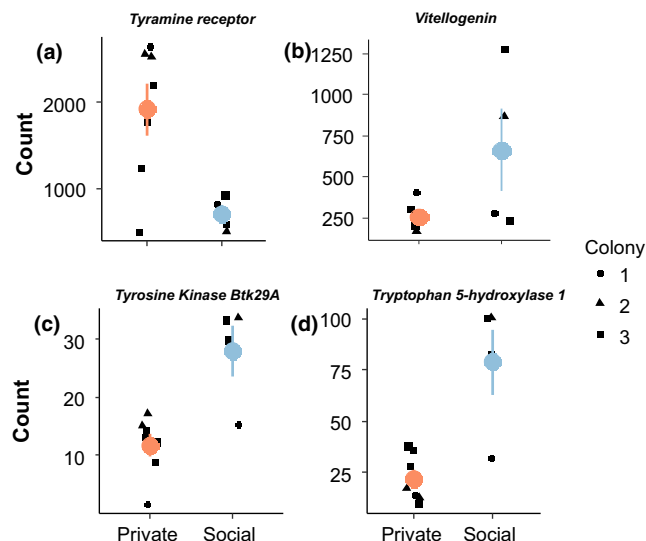 Tyramine receptor
Vitellogenin
(a)
(b)
Count
2000
1000
1250
1000
750
500
250
Colony
1
2
3
Tyrosine Kinase Btk29A
Tryptophan 5-hydroxylase 1
(c)
(d)
Count
30
20
10
100
75
50
25
Private Social
Private Social